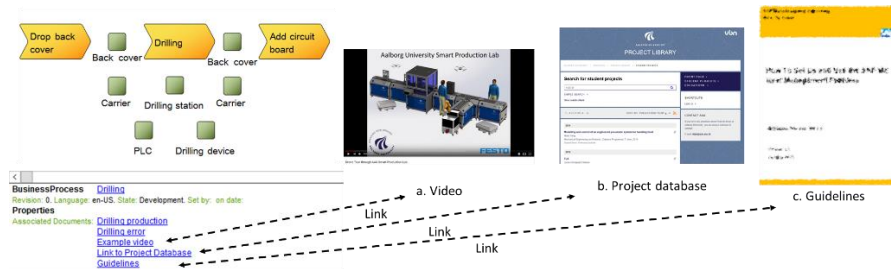 Drop back
cover
Back cover
Drilling
Back cover
Add circuit
board
Carrier
Drilling station
Carrier
PLC
Drilling device
Aalborg University Smart Production Lab
FESTO
PROJECT LIBRARY
Search for student projects
BusinessProcess Drilling
Revision: 0. Language: en-US. State: Development. Set by: on date:
Properties
Associated Documents: Drilling production
Drilling error
Example video
Link to Project Database
Guidelines
a. Video
b. Project database
c. Guidelines
Link
Link
Link